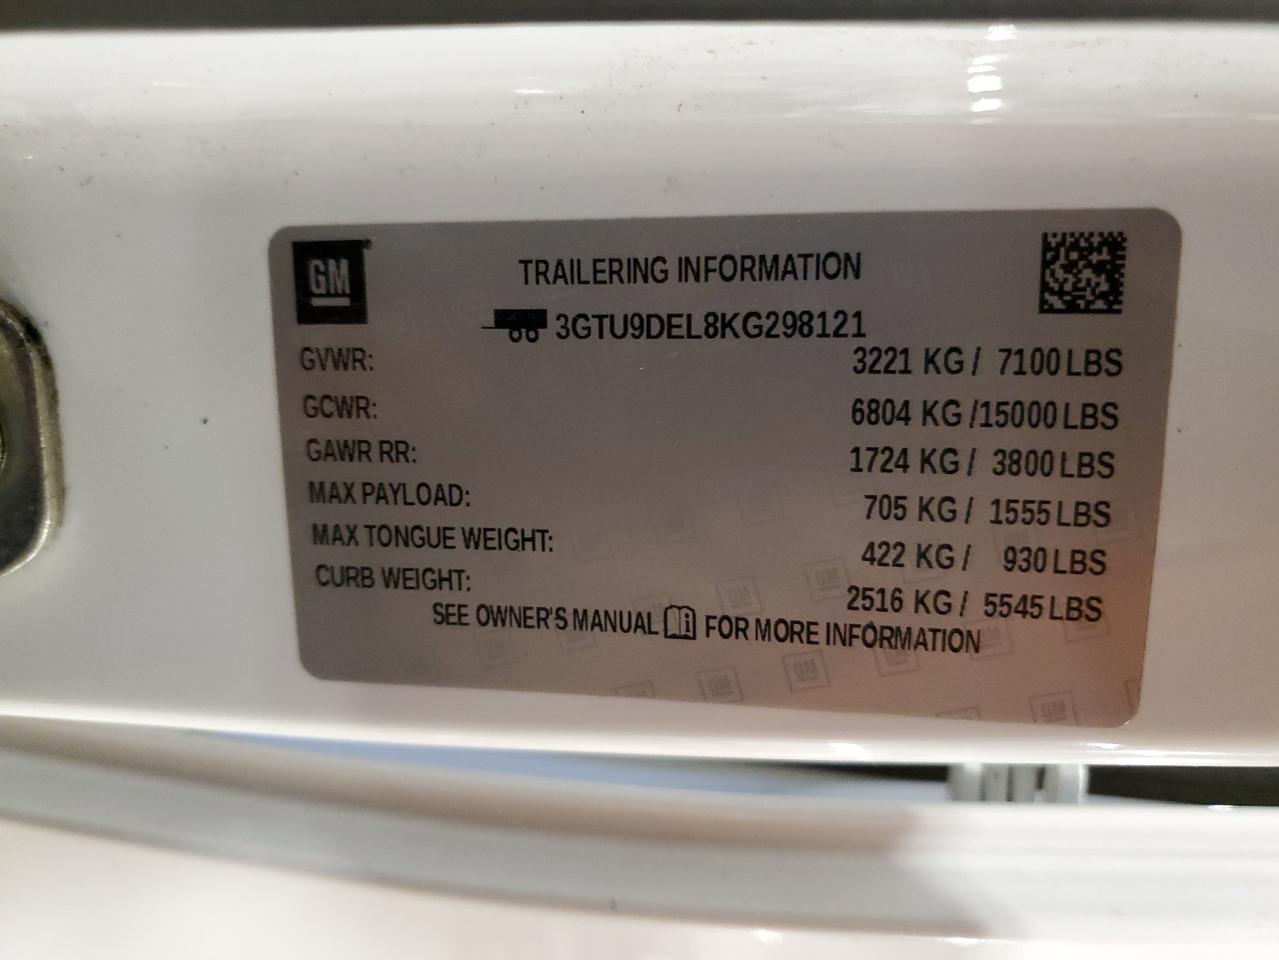 GM
TRAILERING INFORMATION
3GTU9DEL8KG298121
GVWR: 3221 KG / 7100 LBS
GCWR: 6804 KG /15000 LBS
GAWR RR: 1724 KG / 3800 LBS
MAX PAYLOAD: 705 KG / 1555 LBS
MAX TONGUE WEIGHT: 422 KG / 930 LBS
CURB WEIGHT: 2516 KG / 5545 LBS
SEE OWNER'S MANUAL FOR MORE INFORMATION